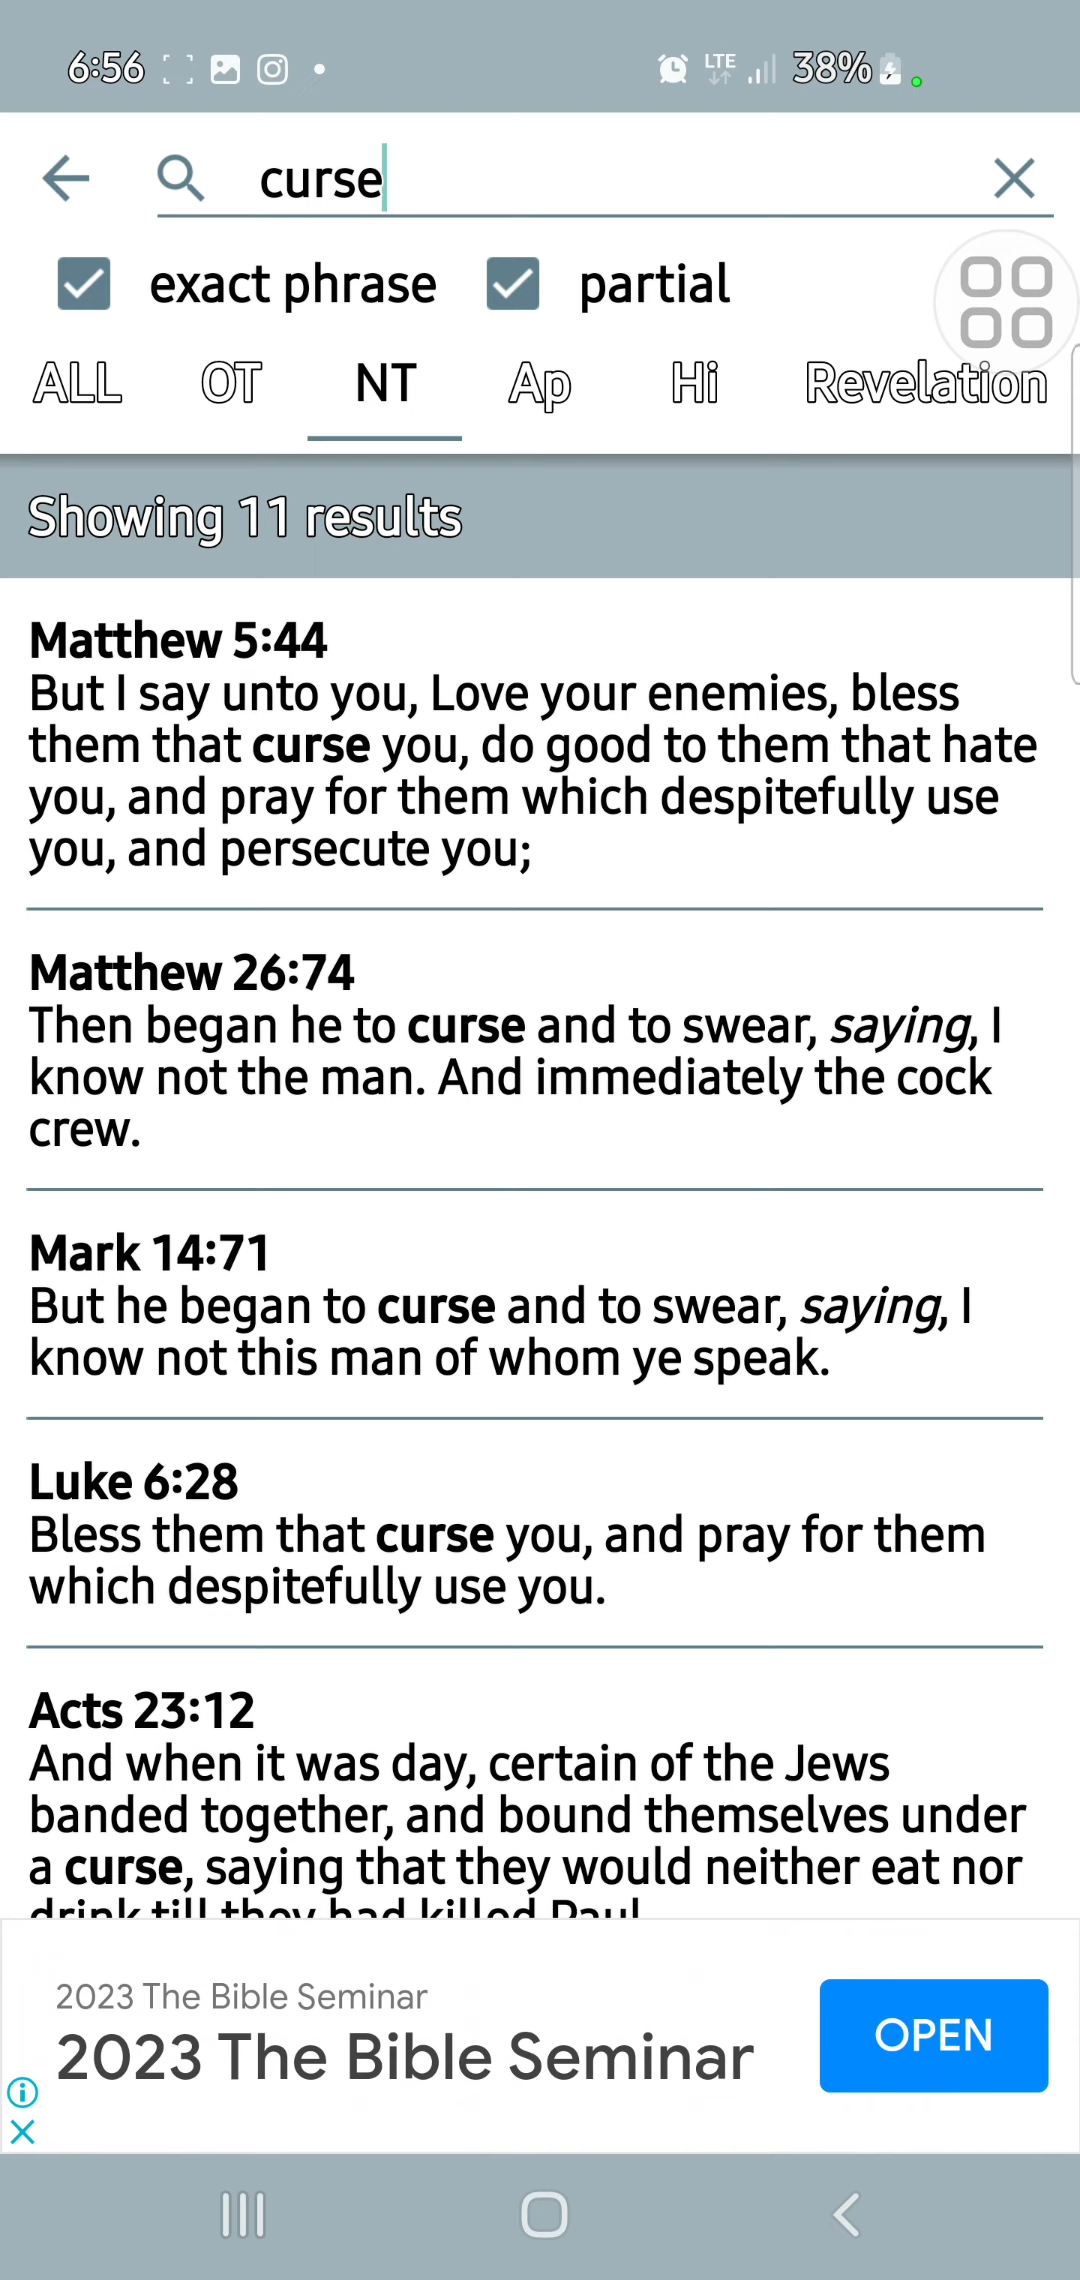 6:56 LTE 38%
curse
exact phrase partial
ALL OT NT Ap Hi Revelation
Showing 11 results
Matthew 5:44
But I say unto you, Love your enemies, bless
them that curse you, do good to them that hate
you, and pray for them which despitefully use
you, and persecute you;
Matthew 26:74
Then began he to curse and to swear, saying, I
know not the man. And immediately the cock
crew.
Mark 14:71
But he began to curse and to swear, saying, I
know not this man of whom ye speak.
Luke 6:28
Bless them that curse you, and pray for them
which despitefully use you.
Acts 23:12
And when it was day, certain of the Jews
banded together, and bound themselves under
a curse, saying that they would neither eat nor
drink till they had killed Paul
2023 The Bible Seminar
2023 The Bible Seminar
OPEN